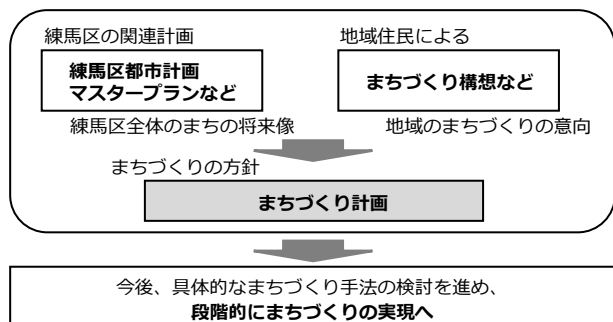 練馬区の関連計画
地域住民による
練馬区都市計画
マスタープランなど
まちづくり構想など
練馬区全体のまちの将来像
地域のまちづくりの意向
まちづくりの方針
まちづくり計画
今後、具体的なまちづくり手法の検討を進め、
段階的にまちづくりの実現へ